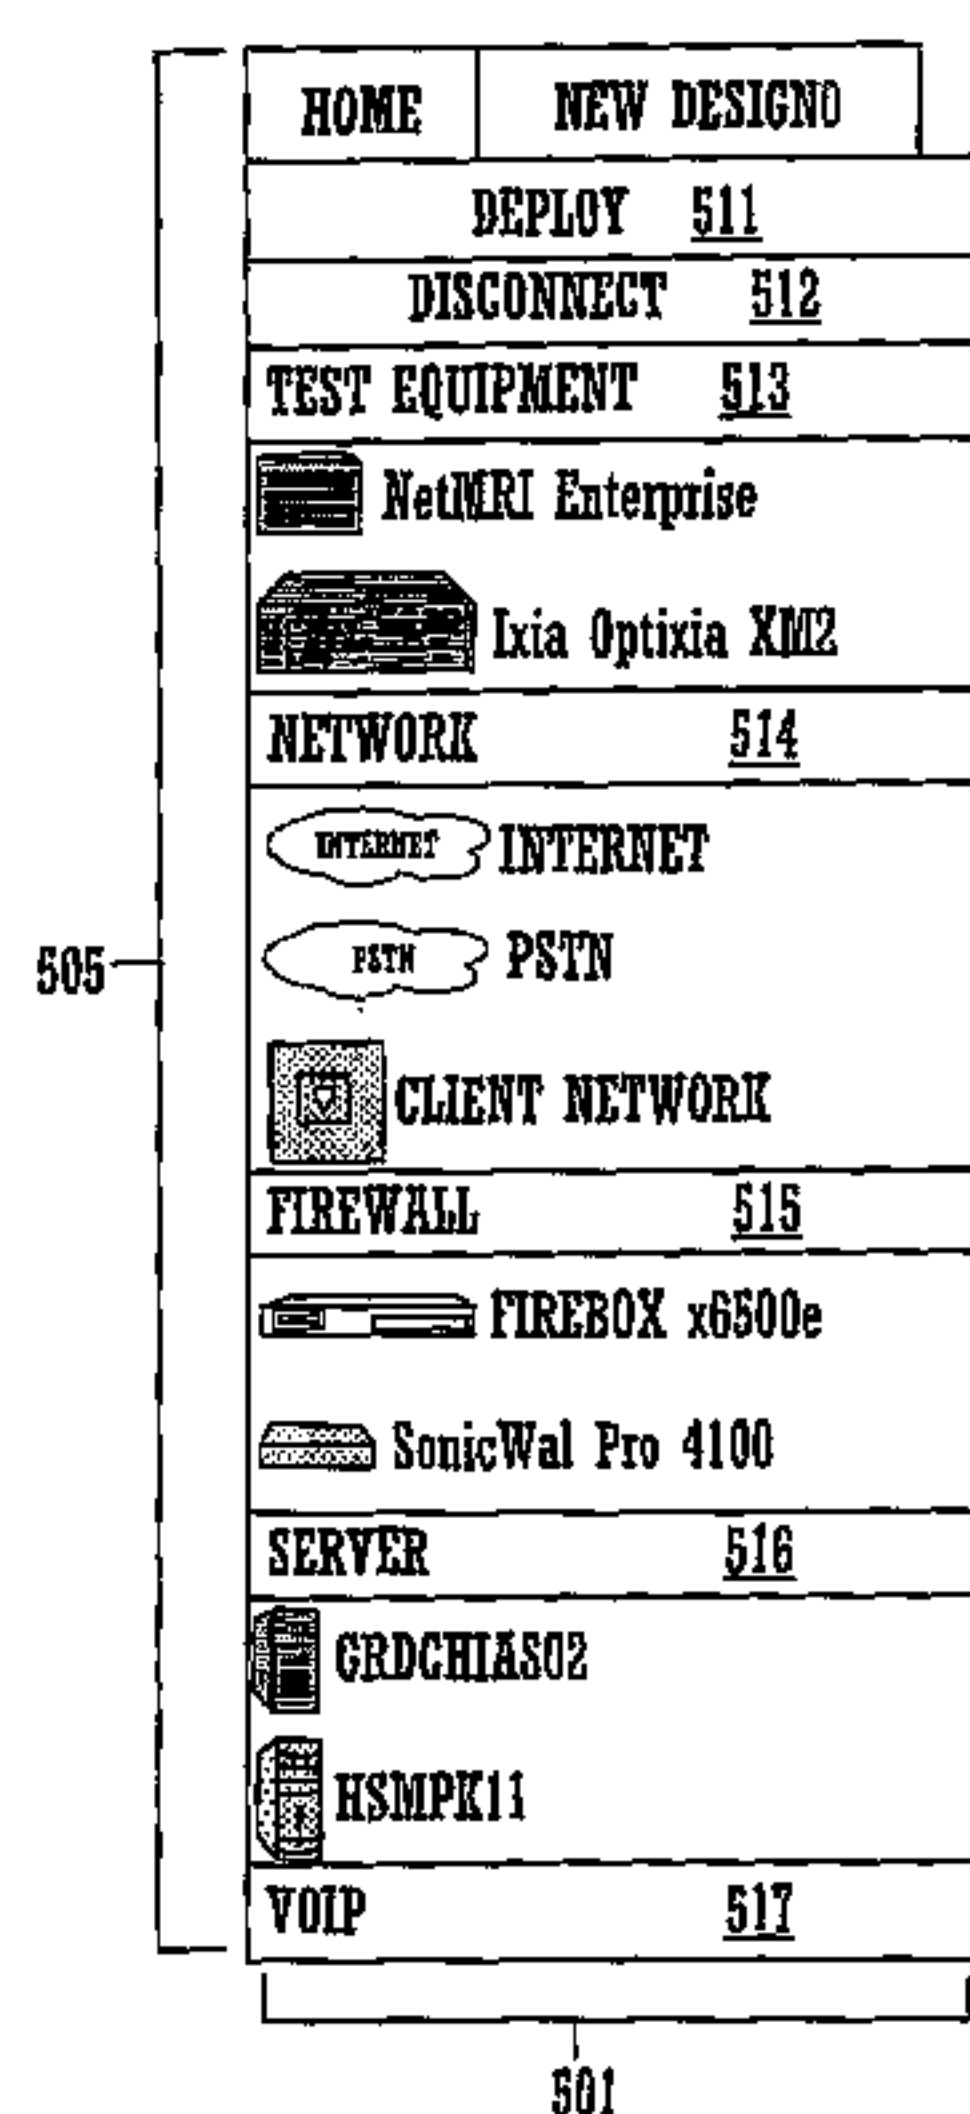 HOME NEW DESIGN0
DEPLOY 511
DISCONNECT 512
TEST EQUIPMENT 513
NetMRI Enterprise
Ixia Optixia XM2
NETWORK 514
INTERNET INTERNET
PSTN PSTN
505
CLIENT NETWORK
FIREWALL 515
FIREBOX x6500e
SonicWal Pro 4100
SERVER 516
GRDCHIAS02
HSMPK11
VOIP 517
501